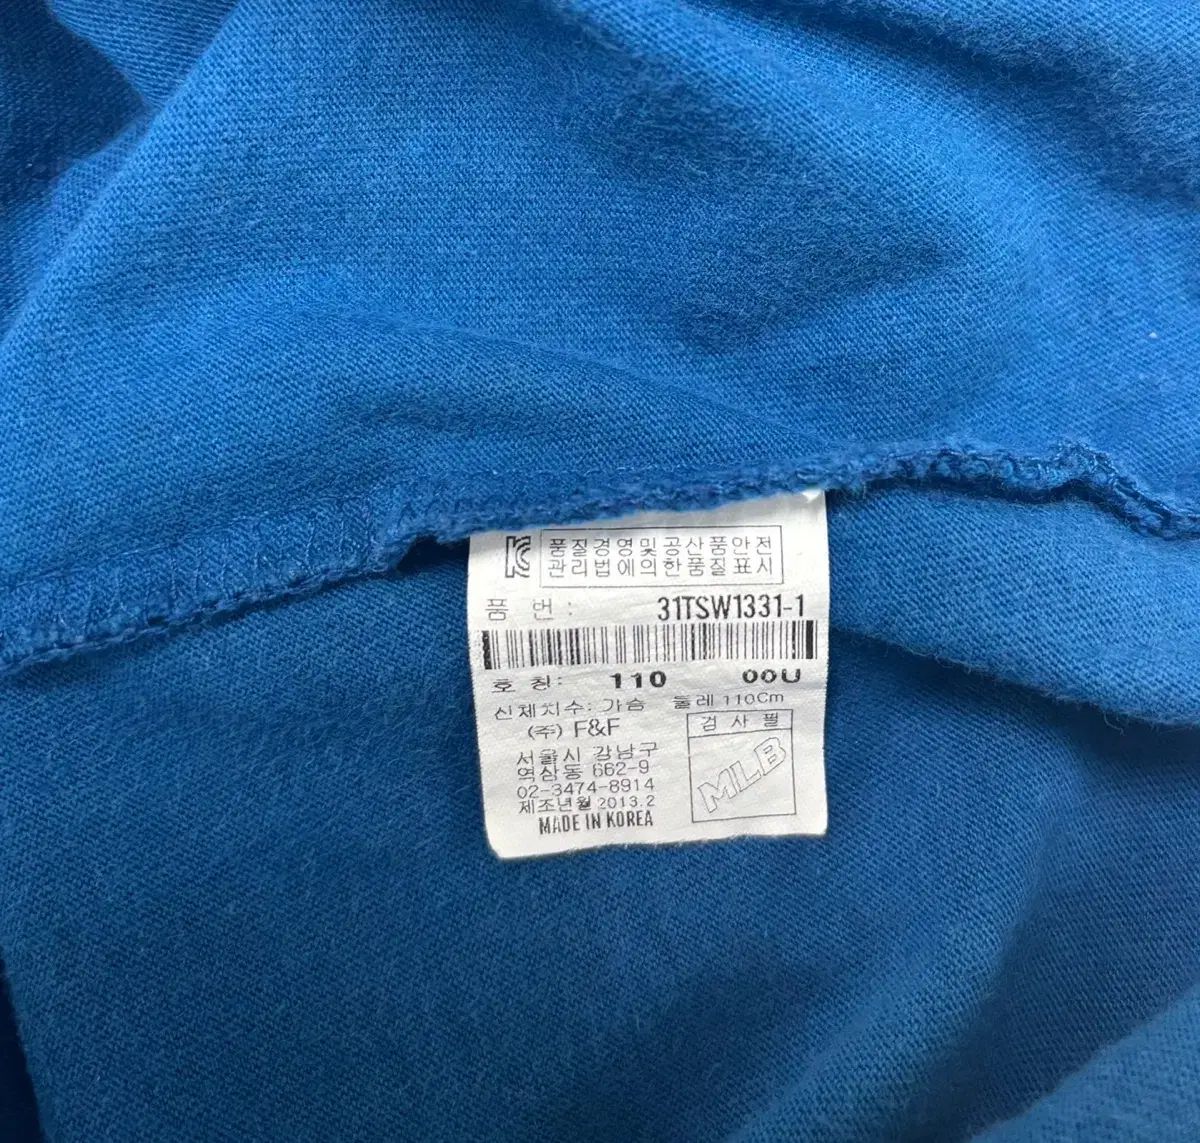 품질경영및공산품안전
관리법에의한품질표시
품 번 : 31TSW1331-1
호 칭: 110 00U
신체치수: 가슴 둘레 110Cm
(주) F&F
서울시 강남구
역삼동 662-9
02-3474-8914
제조년월 2013.2
MADE IN KOREA
검 사 필
MLB